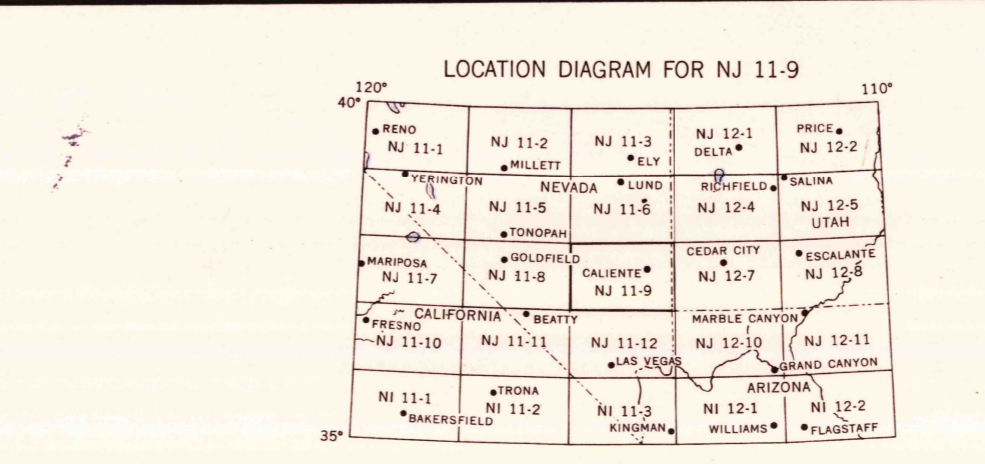 LOCATION DIAGRAM FOR NJ 11-9
120° 110°
40°
RENO NJ 11-2 NJ 11-3 NJ 12-1 PRICE
NJ 11-1 MILLETT ELY DELTA NJ 12-2
YERINGTON NEVADA LUND RICHFIELD SALINA
NJ 11-4 NJ 11-5 NJ 11-6 NJ 12-4 NJ 12-5
UTAH
TONOPAH
MARIPOSA GOLDFIELD CALIENTE CEDAR CITY ESCALANTE
NJ 11-7 NJ 11-8 NJ 11-9 NJ 12-7 NJ 12-8
CALIFORNIA BEATTY MARBLE CANYON
FRESNO
NJ 11-10 NJ 11-11 NJ 11-12 NJ 12-10 NJ 12-11
LAS VEGAS GRAND CANYON
ARIZONA
NI 11-1 TRONA NI 11-3 NI 12-1 NI 12-2
NI 11-2
BAKERSFIELD KINGMAN WILLIAMS FLAGSTAFF
35°